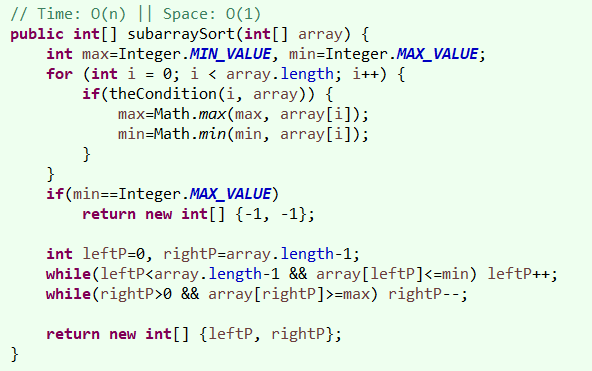 // Time: O(n) || Space: O(1)
public int[] subarraySort(int[] array) {
    int max=Integer.MIN_VALUE, min=Integer.MAX_VALUE;
    for (int i = 0; i < array.length; i++) {
        if(theCondition(i, array)) {
            max=Math.max(max, array[i]);
            min=Math.min(min, array[i]);
        }
    }
    if(min==Integer.MAX_VALUE)
        return new int[] {-1, -1};

    int leftP=0, rightP=array.length-1;
    while(leftP<array.length-1 && array[leftP]<=min) leftP++;
    while(rightP>0 && array[rightP]>=max) rightP--;

    return new int[] {leftP, rightP};
}